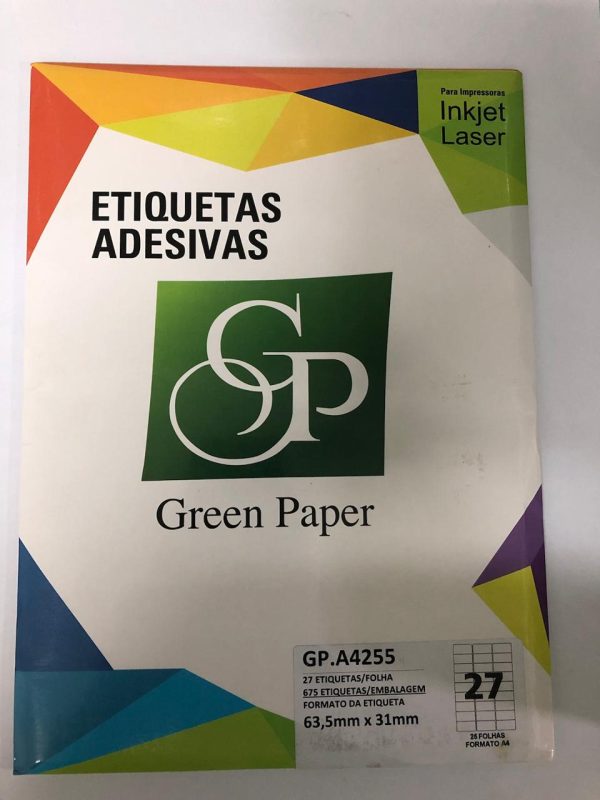 Para Impressoras
Inkjet
Laser
ETIQUETAS
ADESIVAS
GP
Green Paper
GP.A4255
27 ETIQUETAS/FOLHA
675 ETIQUETAS/EMBALAGEM
FORMATO DA ETIQUETA
63,5mm x 31mm
27
25 FOLHAS
FORMATO A4